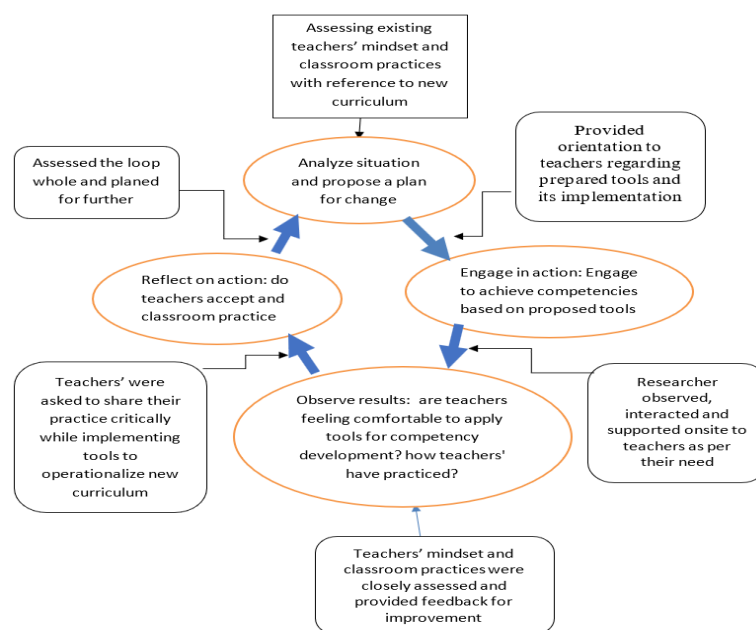 Assessing existing
teachers’ mindset and
classroom practices
with reference to new
curriculum
Provided
orientation to
teachers regarding
prepared tools and
its implementation
Assessed the loop
whole and planed
for further
Analyze situation
and propose a plan
for change
Reflect on action: do
teachers accept and
classroom practice
Engage in action: Engage
to achieve competencies
based on proposed tools
Teachers’ were
asked to share their
practice critically
while implementing
tools to
operationalize new
curriculum
Observe results:  are teachers
feeling comfortable to apply
tools for competency
development? how teachers'
have practiced?
Researcher
observed,
interacted and
supported onsite to
teachers as per
their need
Teachers’ mindset and
classroom practices were
closely assessed and
provided feedback for
improvement